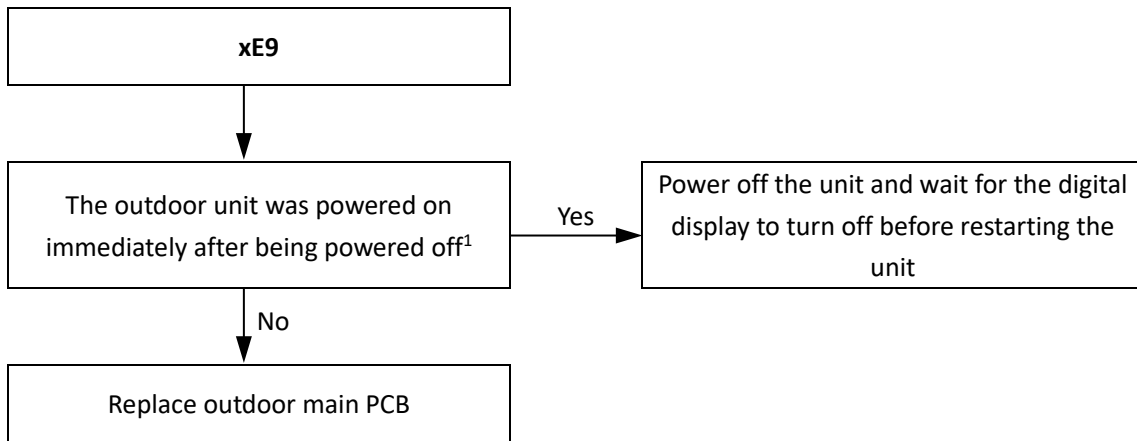 xE9
The outdoor unit was powered on
immediately after being powered off¹
Yes
Power off the unit and wait for the digital
display to turn off before restarting the
unit
No
Replace outdoor main PCB